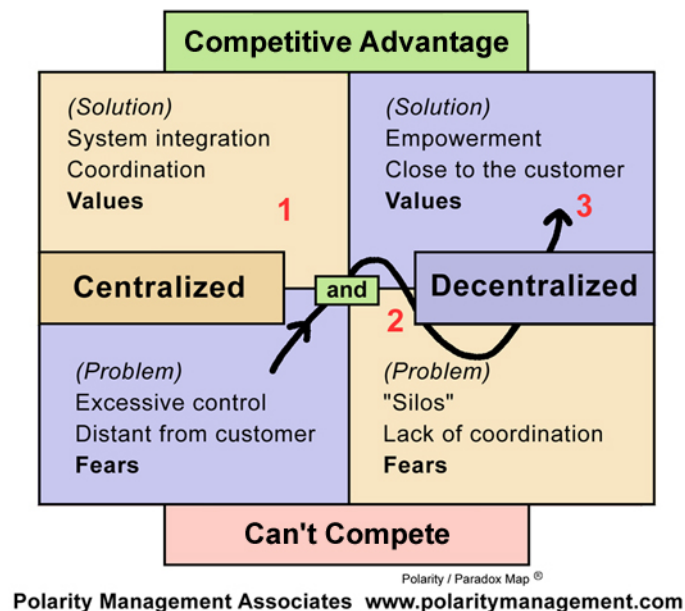 Competitive Advantage
(Solution)
System integration
Coordination
Values
1
(Solution)
Empowerment
Close to the customer
Values
3
Centralized
and
Decentralized
2
(Problem)
Excessive control
Distant from customer
Fears
(Problem)
"Silos"
Lack of coordination
Fears
Can't Compete
Polarity / Paradox Map ®
Polarity Management Associates www.polaritymanagement.com